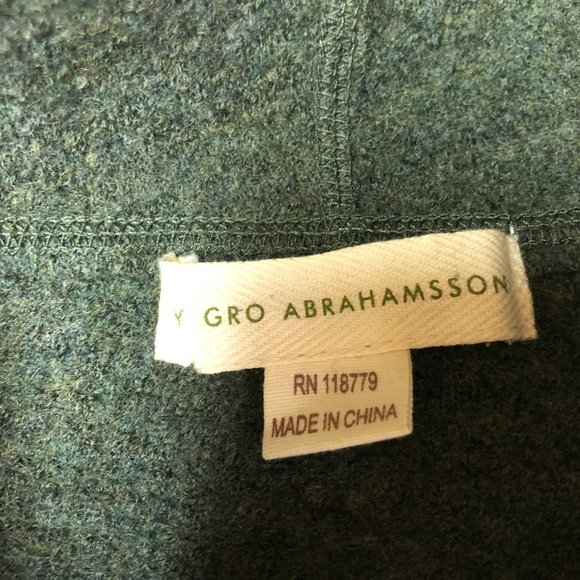 Y GRO ABRAHAMSSON
RN 118779
MADE IN CHINA